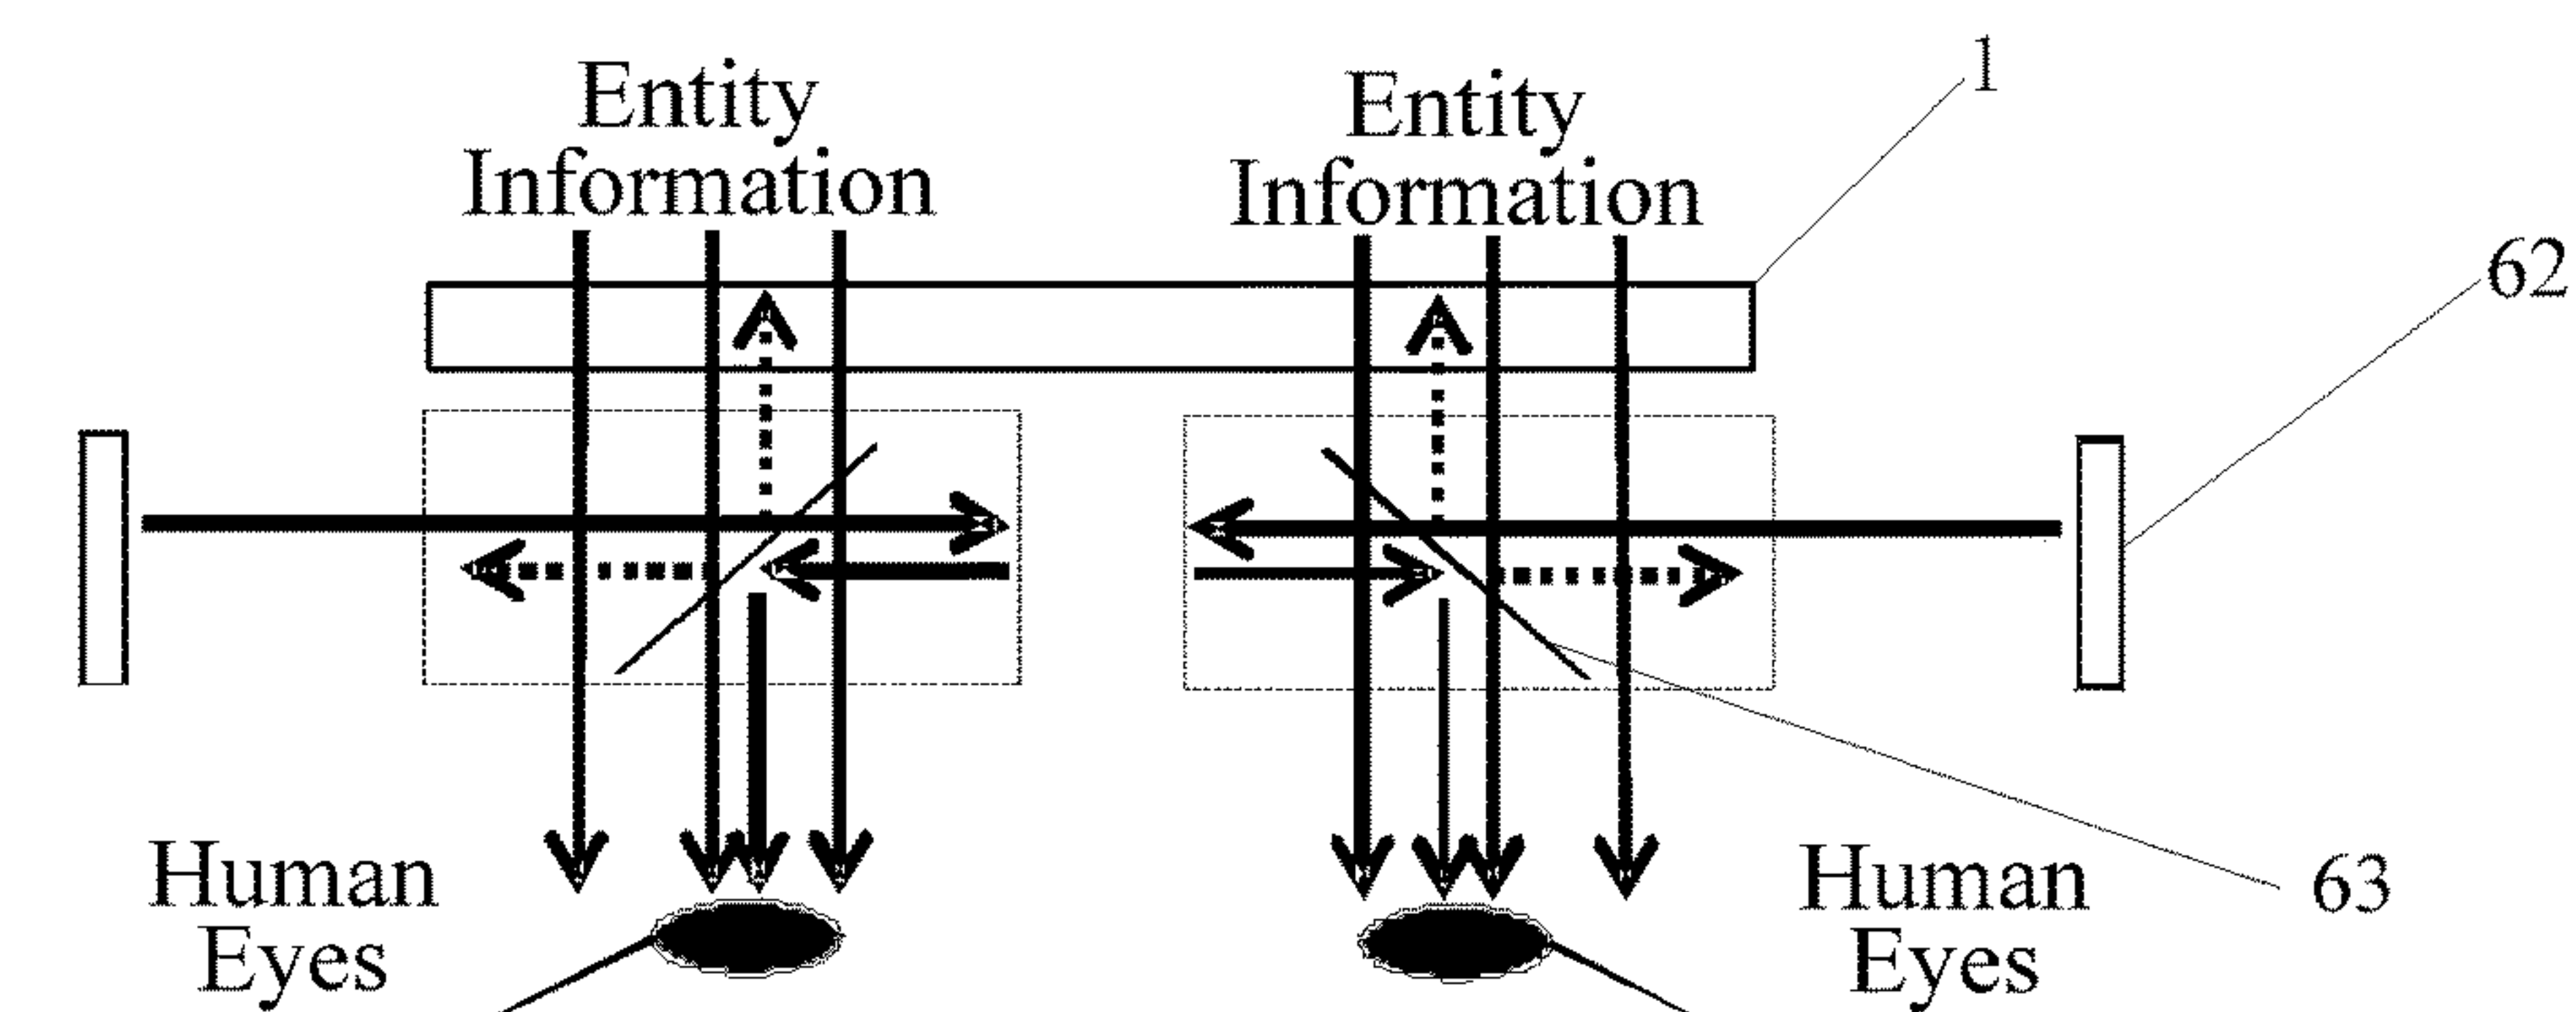 Entity
Information
Entity
Information
1
62
Human
Eyes
Human
Eyes
63